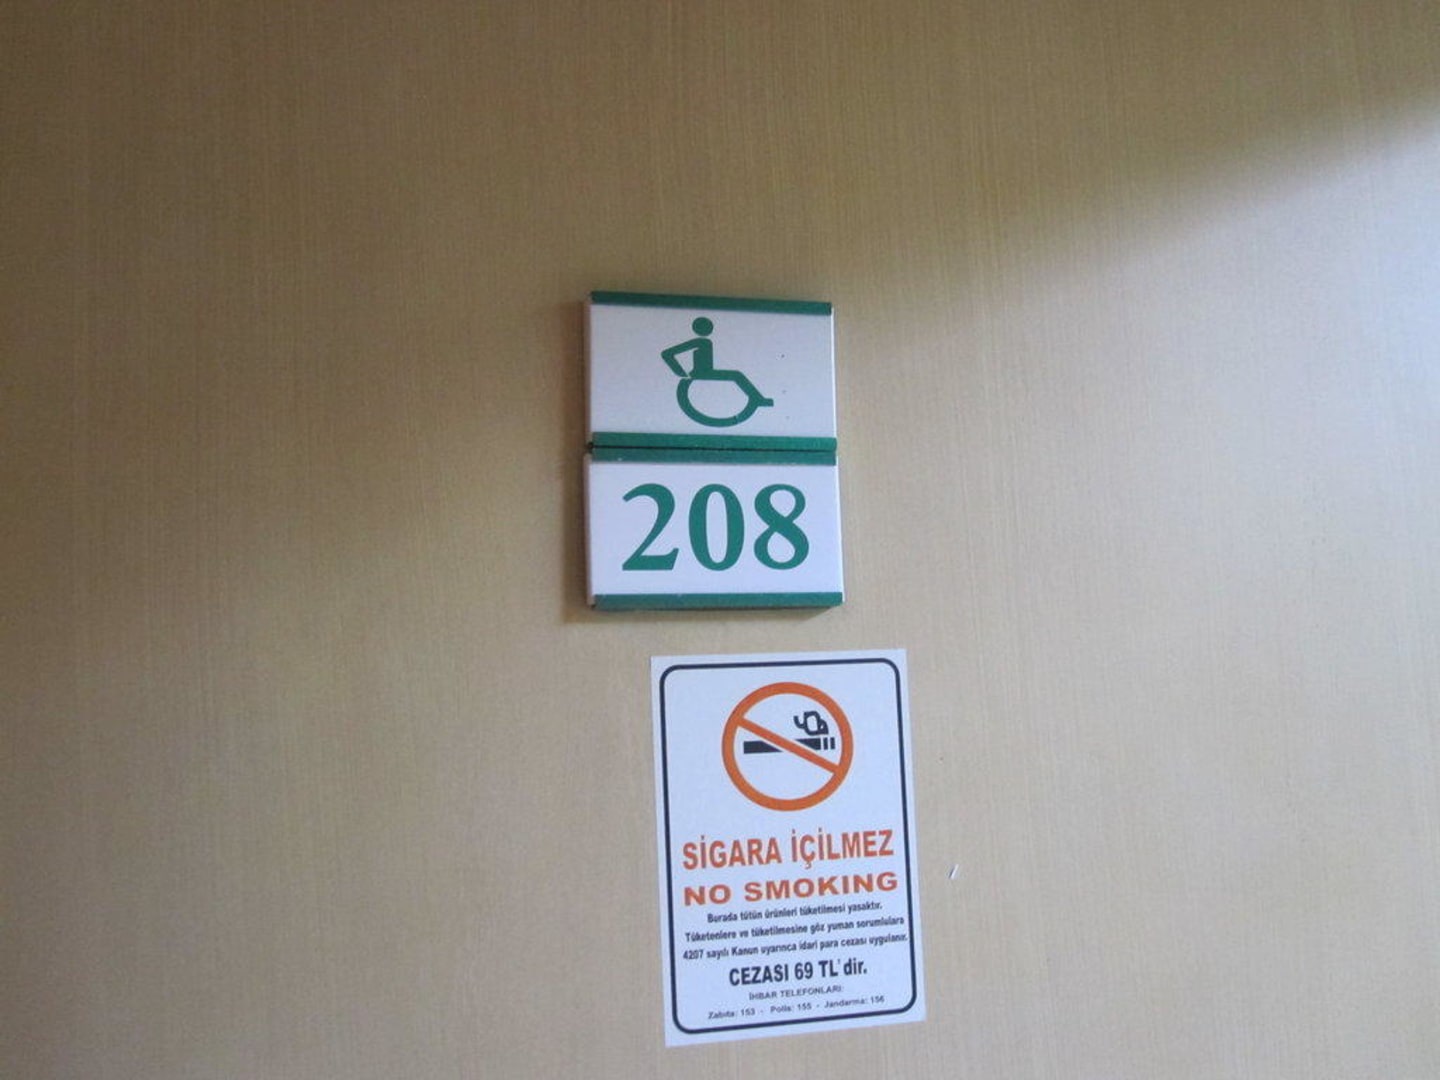 208
SİGARA İÇİLMEZ
NO SMOKING
Burada tütün ürünleri tüketilmesi yasaktır.
Tüketenlere ve tüketilmesine göz yuman sorumlulara
4207 sayılı Kanun uyarınca idari para cezası uygulanır.
CEZASI 69 TL'dir.
İHBAR TELEFONLARI:
Zabıta: 153 - Polis: 155 - Jandarma: 156